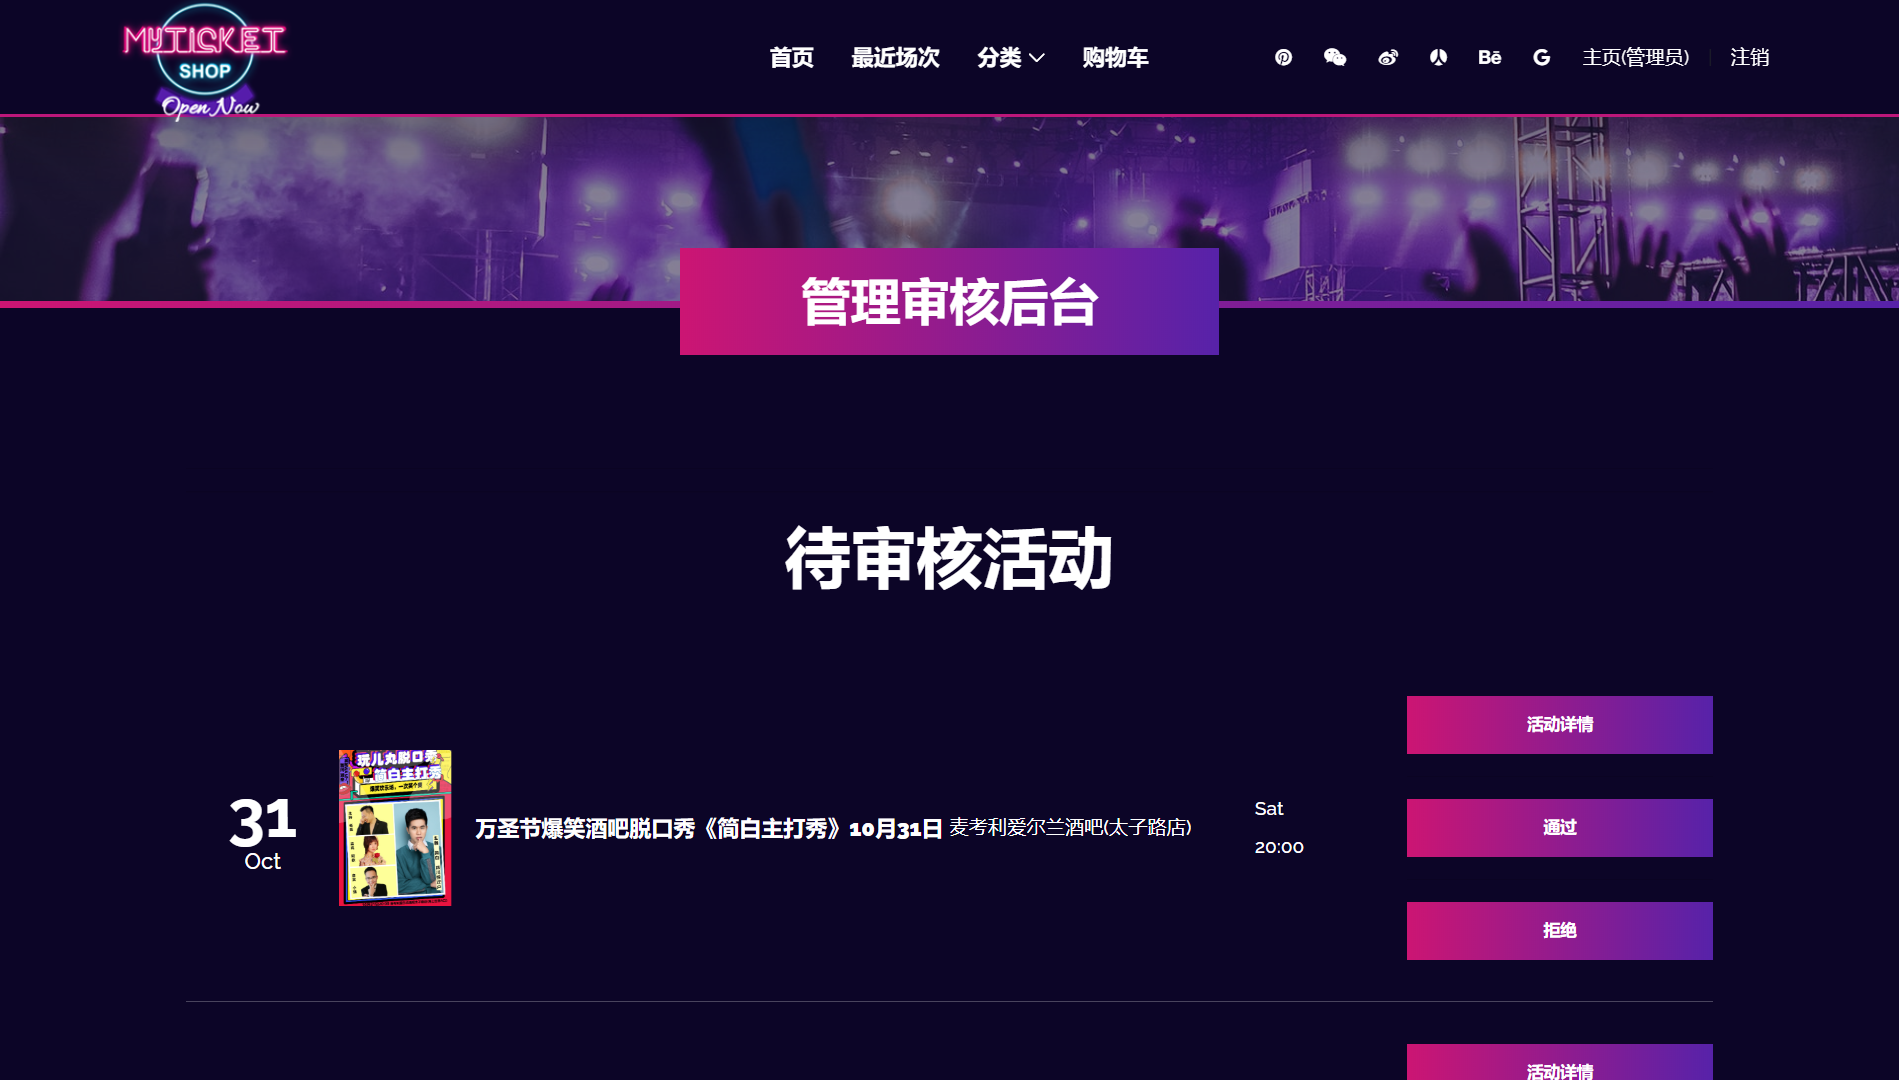 MYTICKET
SHOP
Open Now
首页
最近场次
分类
购物车
Bē
G
主页(管理员)
注销
管理审核后台
待审核活动
31
Oct
玩儿丸脱口秀
简白主打秀
万圣节爆笑酒吧脱口秀《简白主打秀》10月31日 麦考利爱尔兰酒吧(太子路店)
Sat
20:00
活动详情
通过
拒绝
活动详情